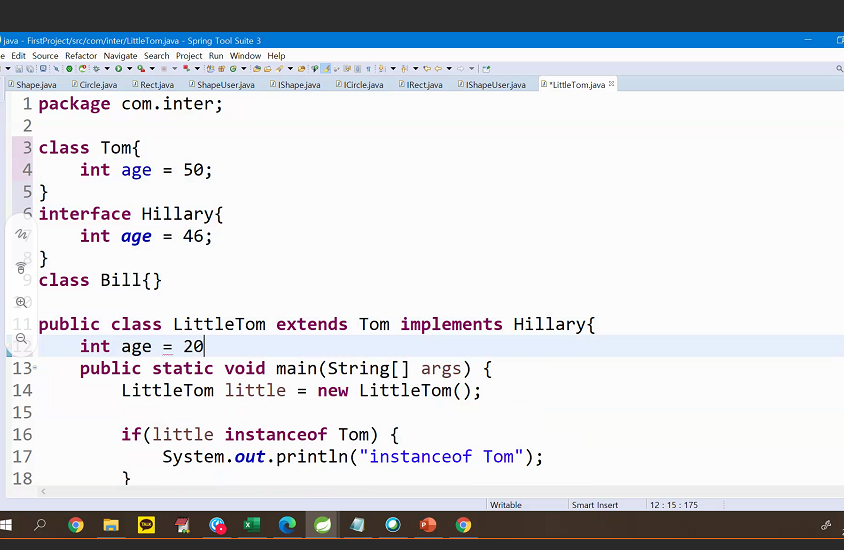 java - FirstProject/src/com/inter/LittleTom.java - Spring Tool Suite 3
Edit Source Refactor Navigate Search Project Run Window Help
Shape.java Circle.java Rect.java ShapeUser.java IShape.java ICircle.java IRect.java IShapeUser.java *LittleTom.java
1 package com.inter;
2
3 class Tom{
4 int age = 50;
5 }
6 interface Hillary{
int age = 46;
8 }
9 class Bill{}
11 public class LittleTom extends Tom implements Hillary{
12 int age = 20
13 public static void main(String[] args) {
14 LittleTom little = new LittleTom();
15
16 if(little instanceof Tom) {
17 System.out.println("instanceof Tom");
18 }
Writable Smart Insert 12 : 15 : 175
TALK